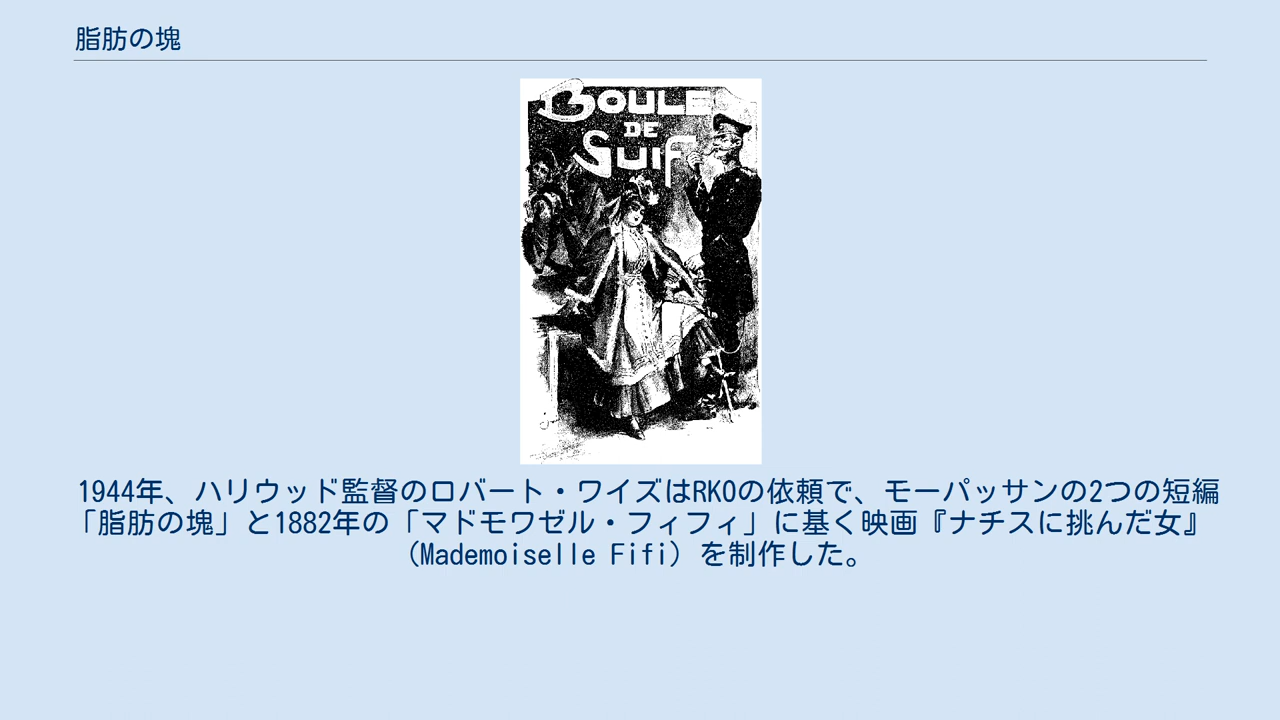 脂肪の塊
BOULE
DE
SUIF
1944年、ハリウッド監督のロバート・ワイズはRKOの依頼で、モーパッサンの2つの短編
「脂肪の塊」と1882年の「マドモワゼル・フィフィ」に基く映画『ナチスに挑んだ女』
（Mademoiselle Fifi）を制作した。